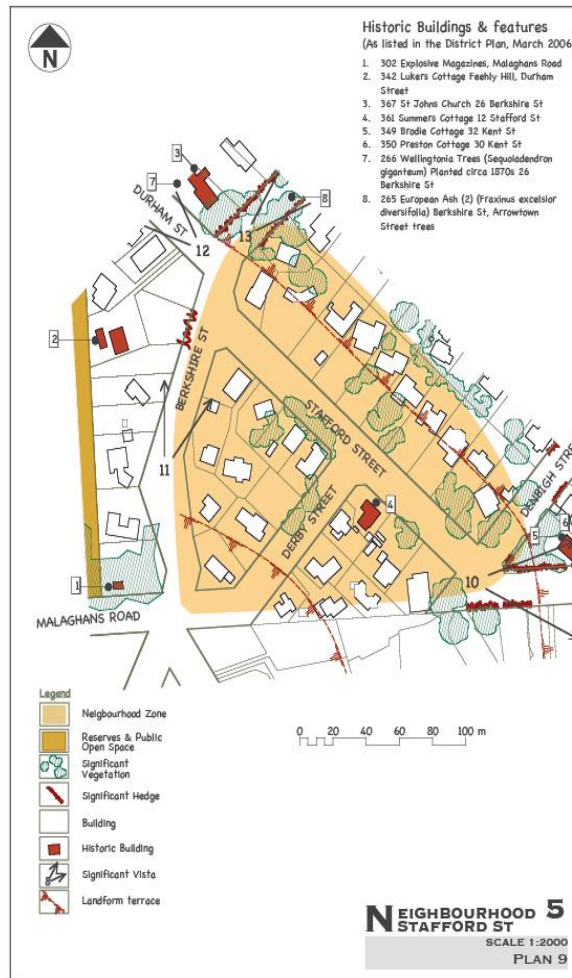 Historic Buildings & features
(As listed in the District Plan, March 2006
1. 302 Explosive Magazines, Malaghans Road
2. 342 Lukers Cottage Feehly Hill, Durham
Street
3. 367 St Johns Church 26 Berkshire St
4. 361 Summers Cottage 12 Stafford St
5. 349 Brodie Cottage 32 Kent St
6. 350 Preston Cottage 30 Kent St
7. 266 Wellingtonia Trees (Sequoiadendron
giganteum) Planted circa 1870s 26
Berkshire St
8. 265 European Ash (2) (Fraxinus excelsior
diversifolia) Berkshire St, Arrowtown
Street trees
N
3
7
8
DURHAM ST
13
12
2
BERKSHIRE ST
STAFFORD STREET
11
DENBIGH STRE
DERBY STREET
4
6
5
10
1
MALAGHANS ROAD
Legend
Neigbourhood Zone
Reserves & Public
Open Space
Significant
Vegetation
Significant Hedge
Building
Historic Building
8
Significant Vista
Landform terrace
0 20 40 60 80 100 m
NEIGHBOURHOOD 5
STAFFORD ST
SCALE 1:2000
PLAN 9